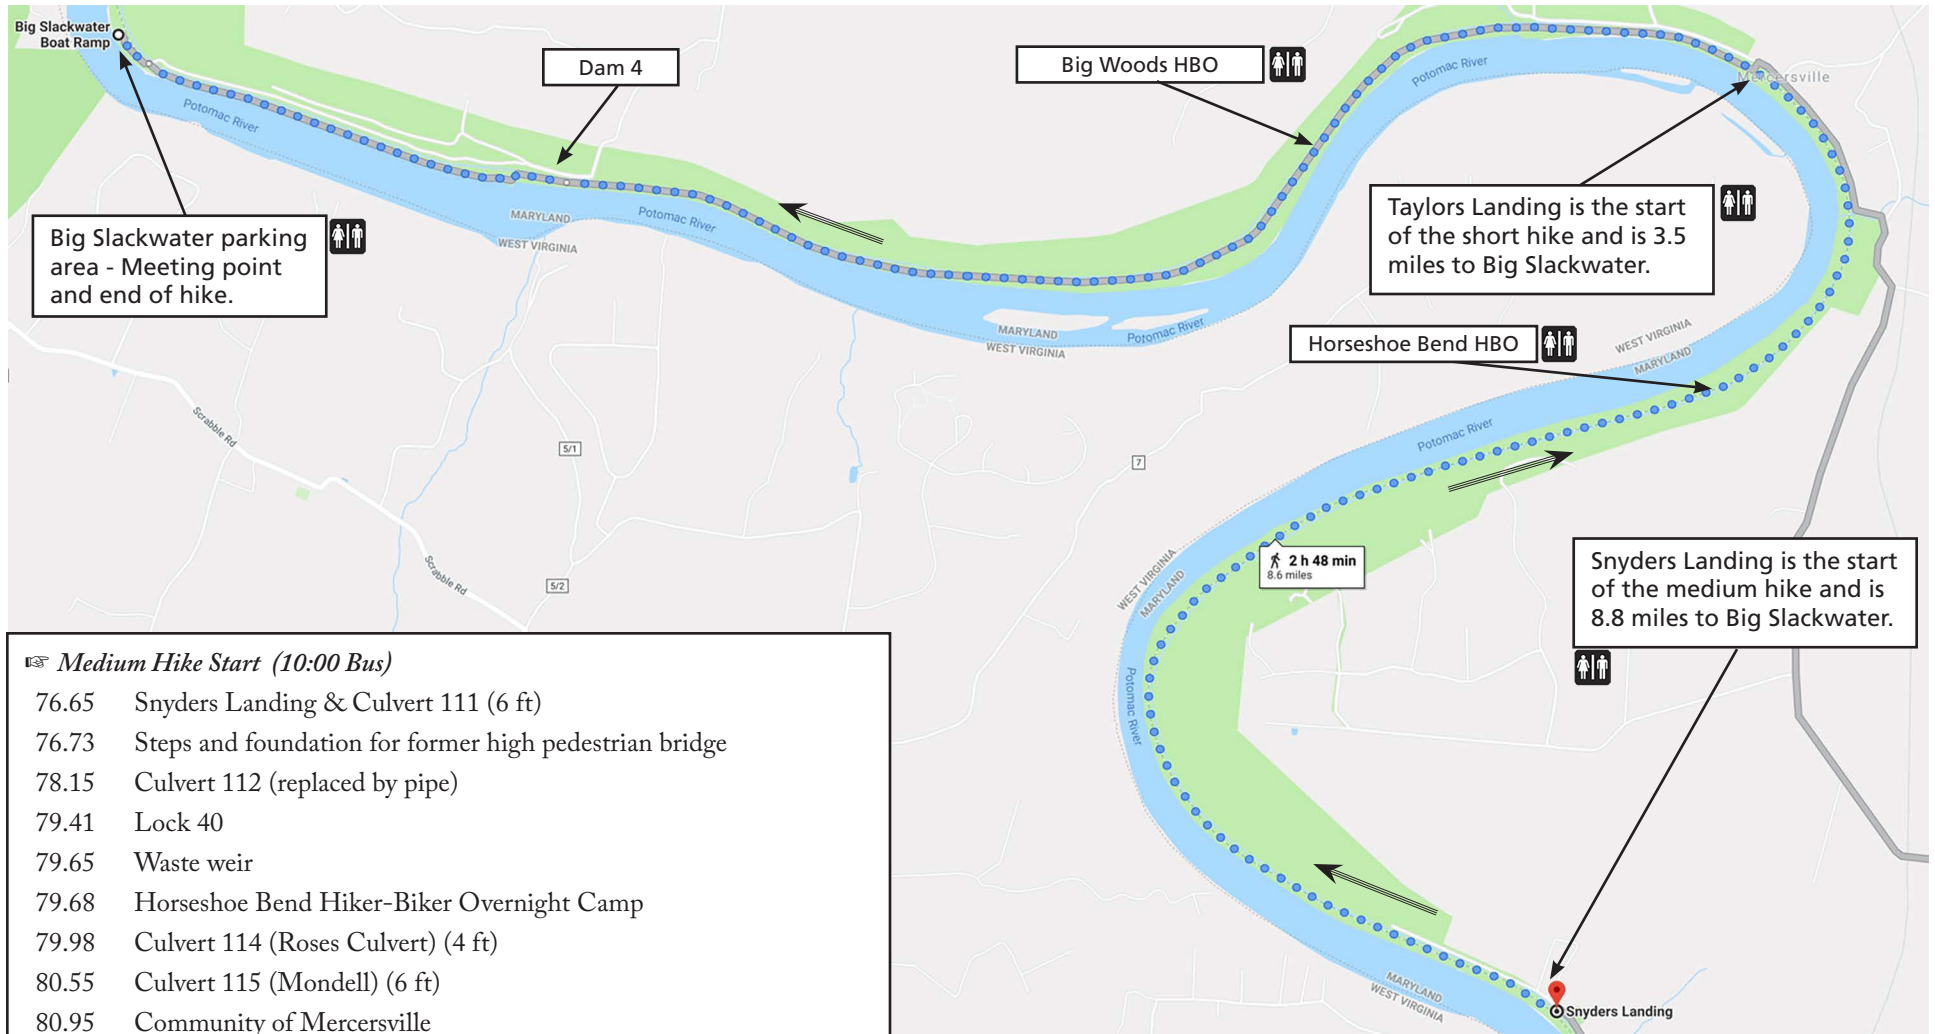 Big Slackwater
Boat Ramp
Dam 4
Big Woods HBO
Potomac River
Mercersville
Potomac River
Big Slackwater parking
area - Meeting point
and end of hike.
MARYLAND
WEST VIRGINIA
Potomac River
Taylors Landing is the start
of the short hike and is 3.5
miles to Big Slackwater.
MARYLAND
WEST VIRGINIA
Potomac River
Horseshoe Bend HBO
WEST VIRGINIA
MARYLAND
Scrabble Rd
5/1
7
Potomac River
Scrabble Rd
5/2
WEST VIRGINIA
MARYLAND
2 h 48 min
8.6 miles
Snyders Landing is the start
of the medium hike and is
8.8 miles to Big Slackwater.
Potomac River
☞ Medium Hike Start (10:00 Bus)
76.65 Snyders Landing & Culvert 111 (6 ft)
76.73 Steps and foundation for former high pedestrian bridge
78.15 Culvert 112 (replaced by pipe)
79.41 Lock 40
79.65 Waste weir
79.68 Horseshoe Bend Hiker-Biker Overnight Camp
79.98 Culvert 114 (Roses Culvert) (4 ft)
80.55 Culvert 115 (Mondell) (6 ft)
80.95 Community of Mercersville
MARYLAND
WEST VIRGINIA
Snyders Landing